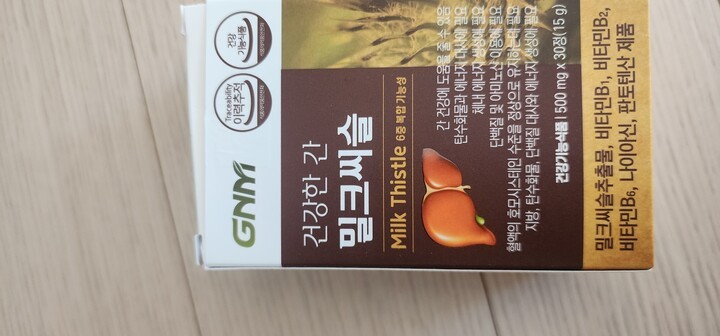 건강
기능식품
Traceability
이력추적
GNM
건강한 간
밀크씨슬
Milk Thistle 6중 복합 기능성
간 건강에 도움을 줄 수 있음
탄수화물과 에너지 대사에 필요
체내 에너지 생성에 필요
단백질 및 아미노산 이용에 필요
혈액의 호모시스테인 수준을 정상으로 유지하는데 필요
지방, 탄수화물, 단백질 대사와 에너지 생성에 필요
건강기능식품 | 500 mg x 30정(15 g)
밀크씨슬추출물, 비타민B₁, 비타민B₂,
비타민B₆, 나이아신, 판토텐산 제품